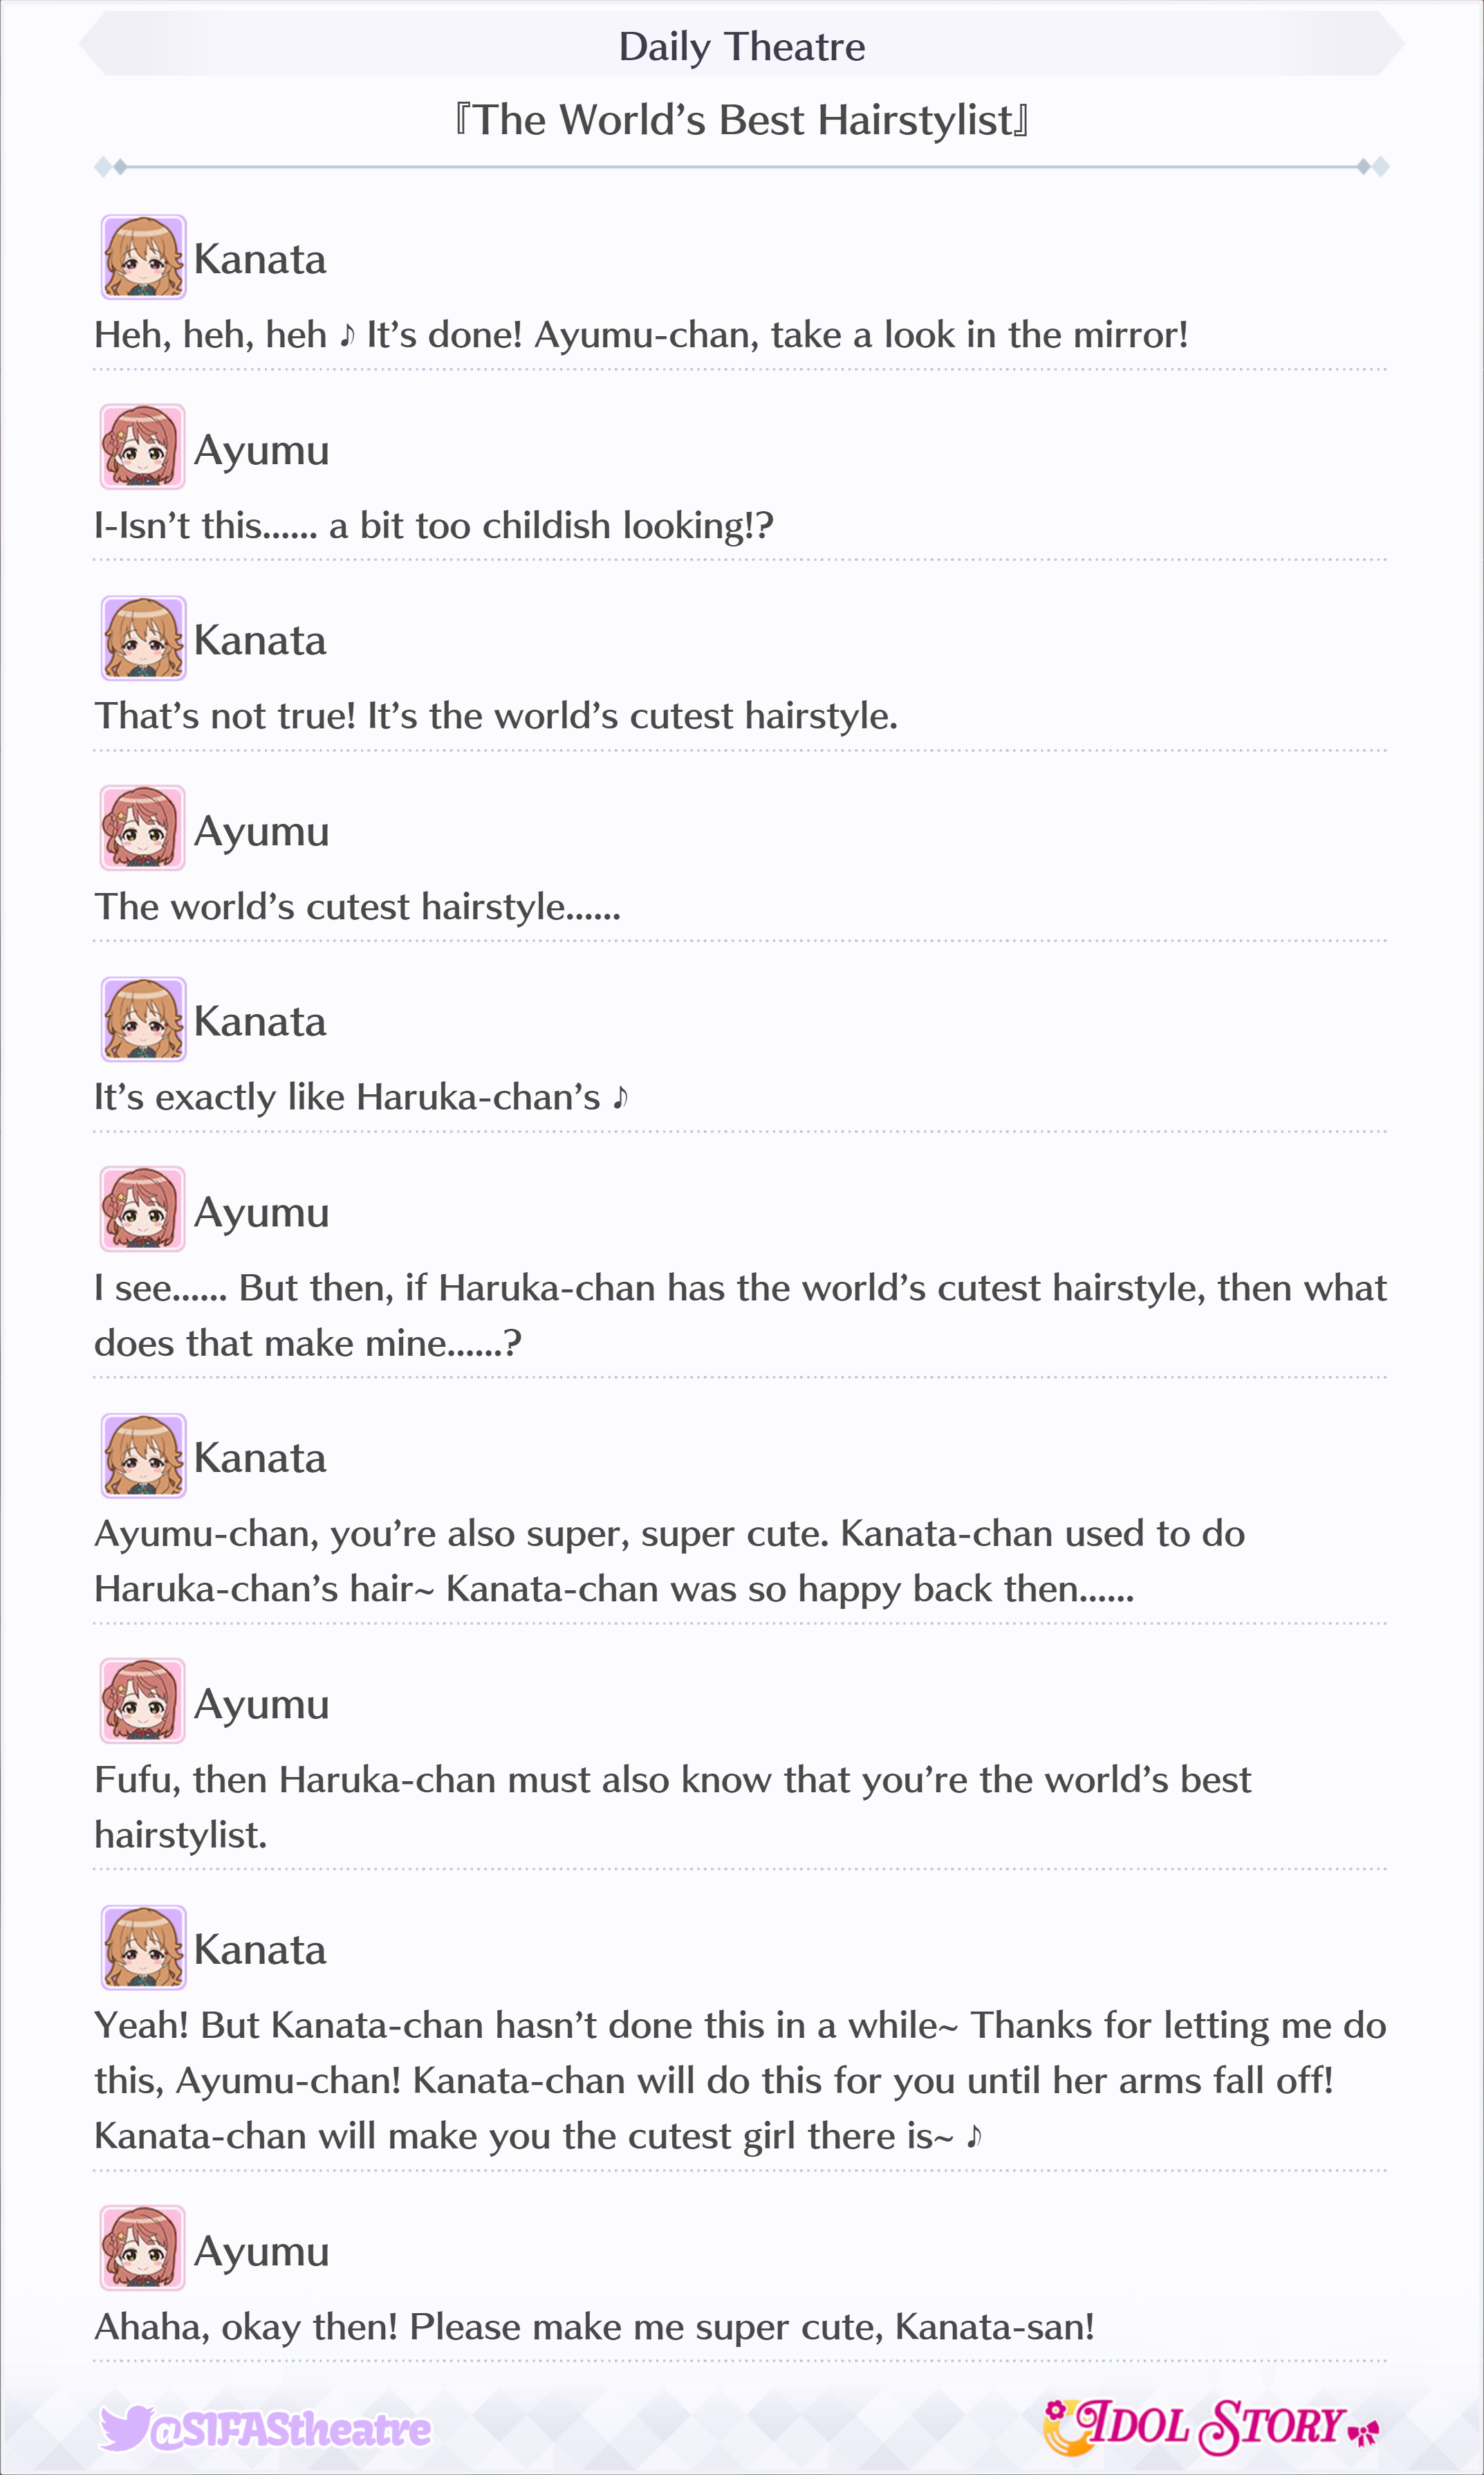 Daily Theatre
『The World’s Best Hairstylist』
Kanata
Heh, heh, heh ♪ It’s done! Ayumu-chan, take a look in the mirror!
Ayumu
I-Isn’t this...... a bit too childish looking!?
Kanata
That’s not true! It’s the world’s cutest hairstyle.
Ayumu
The world’s cutest hairstyle......
Kanata
It’s exactly like Haruka-chan’s ♪
Ayumu
I see...... But then, if Haruka-chan has the world’s cutest hairstyle, then what
does that make mine......?
Kanata
Ayumu-chan, you’re also super, super cute. Kanata-chan used to do
Haruka-chan’s hair~ Kanata-chan was so happy back then......
Ayumu
Fufu, then Haruka-chan must also know that you’re the world’s best
hairstylist.
Kanata
Yeah! But Kanata-chan hasn’t done this in a while~ Thanks for letting me do
this, Ayumu-chan! Kanata-chan will do this for you until her arms fall off!
Kanata-chan will make you the cutest girl there is~ ♪
Ayumu
Ahaha, okay then! Please make me super cute, Kanata-san!
@SIFAStheatre
IDOL STORY